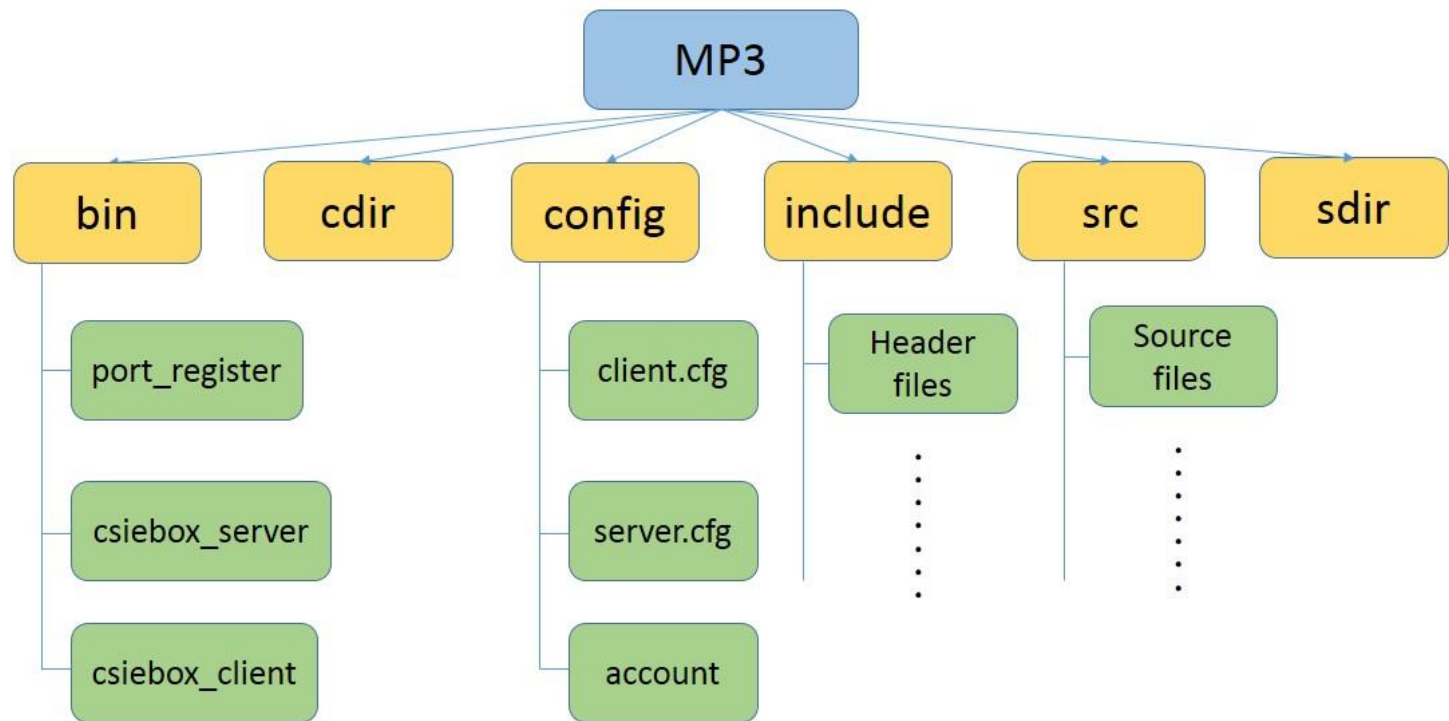 MP3
bin
cdir
config
include
src
sdir
port_register
csiebox_server
csiebox_client
client.cfg
server.cfg
account
Header
files
Source
files